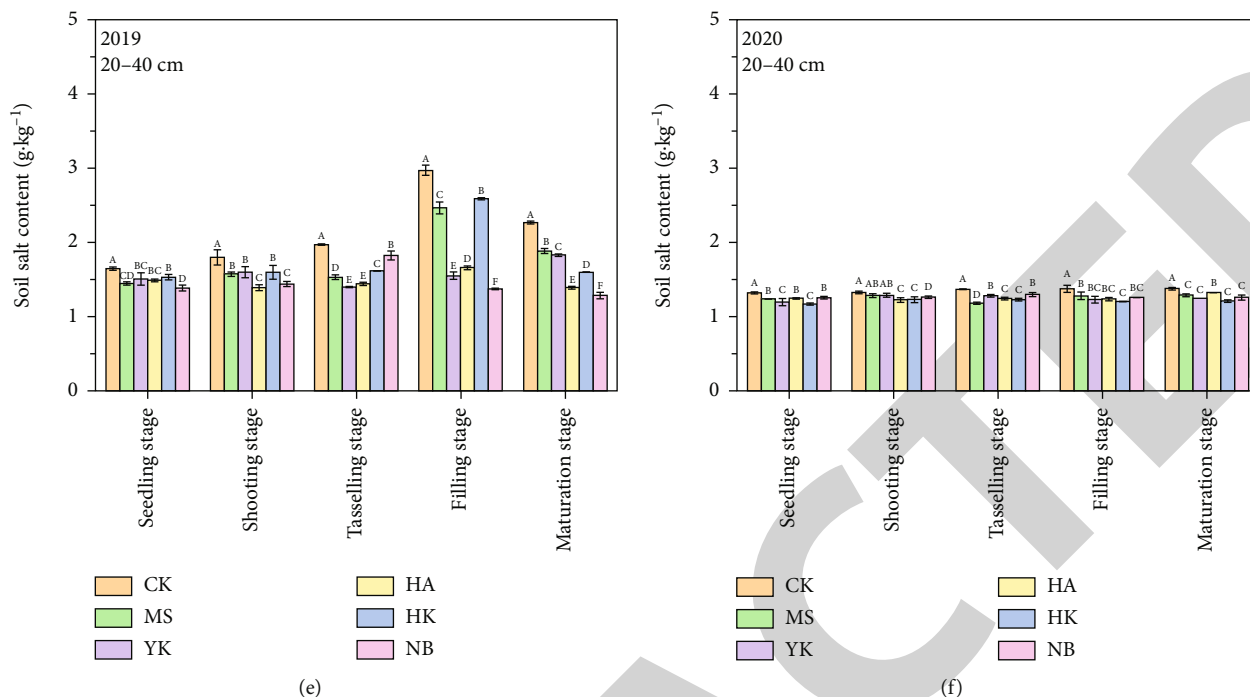 5
4
3
2
1
0
Soil salt content (g·kg⁻¹)
2019
20–40 cm
A CD BC BC B D
A B B C B C
A D E E C B
A C E D B F
A B C E D F
Seedling stage
Shooting stage
Tasselling stage
Filling stage
Maturation stage
CK
MS
YK
HA
HK
NB
(e)
5
4
3
2
1
0
Soil salt content (g·kg⁻¹)
2020
20–40 cm
A B C B C B
A AB AB C C D
A D B C C B
A B BC BC C BC
A C C B C C
Seedling stage
Shooting stage
Tasselling stage
Filling stage
Maturation stage
CK
MS
YK
HA
HK
NB
(f)